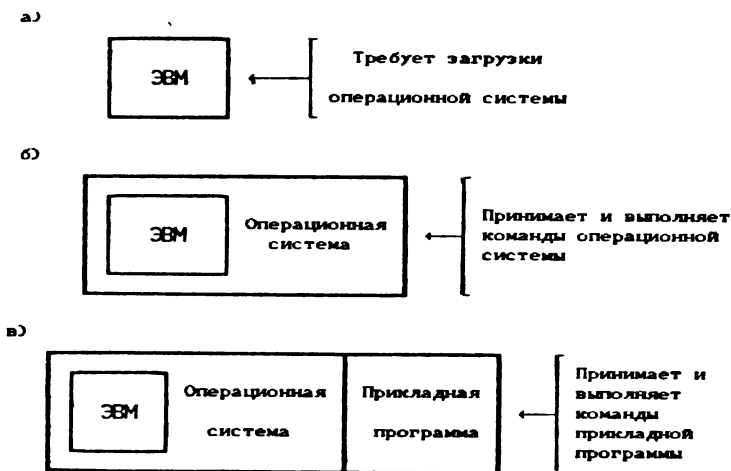 а)
ЭВМ
Требует загрузки
операционной системы
б)
ЭВМ
Операционная
система
Принимает и выполняет
команды операционной
системы
в)
ЭВМ
Операционная
система
Прикладная
программа
Принимает и
выполняет
команды
прикладной
программы